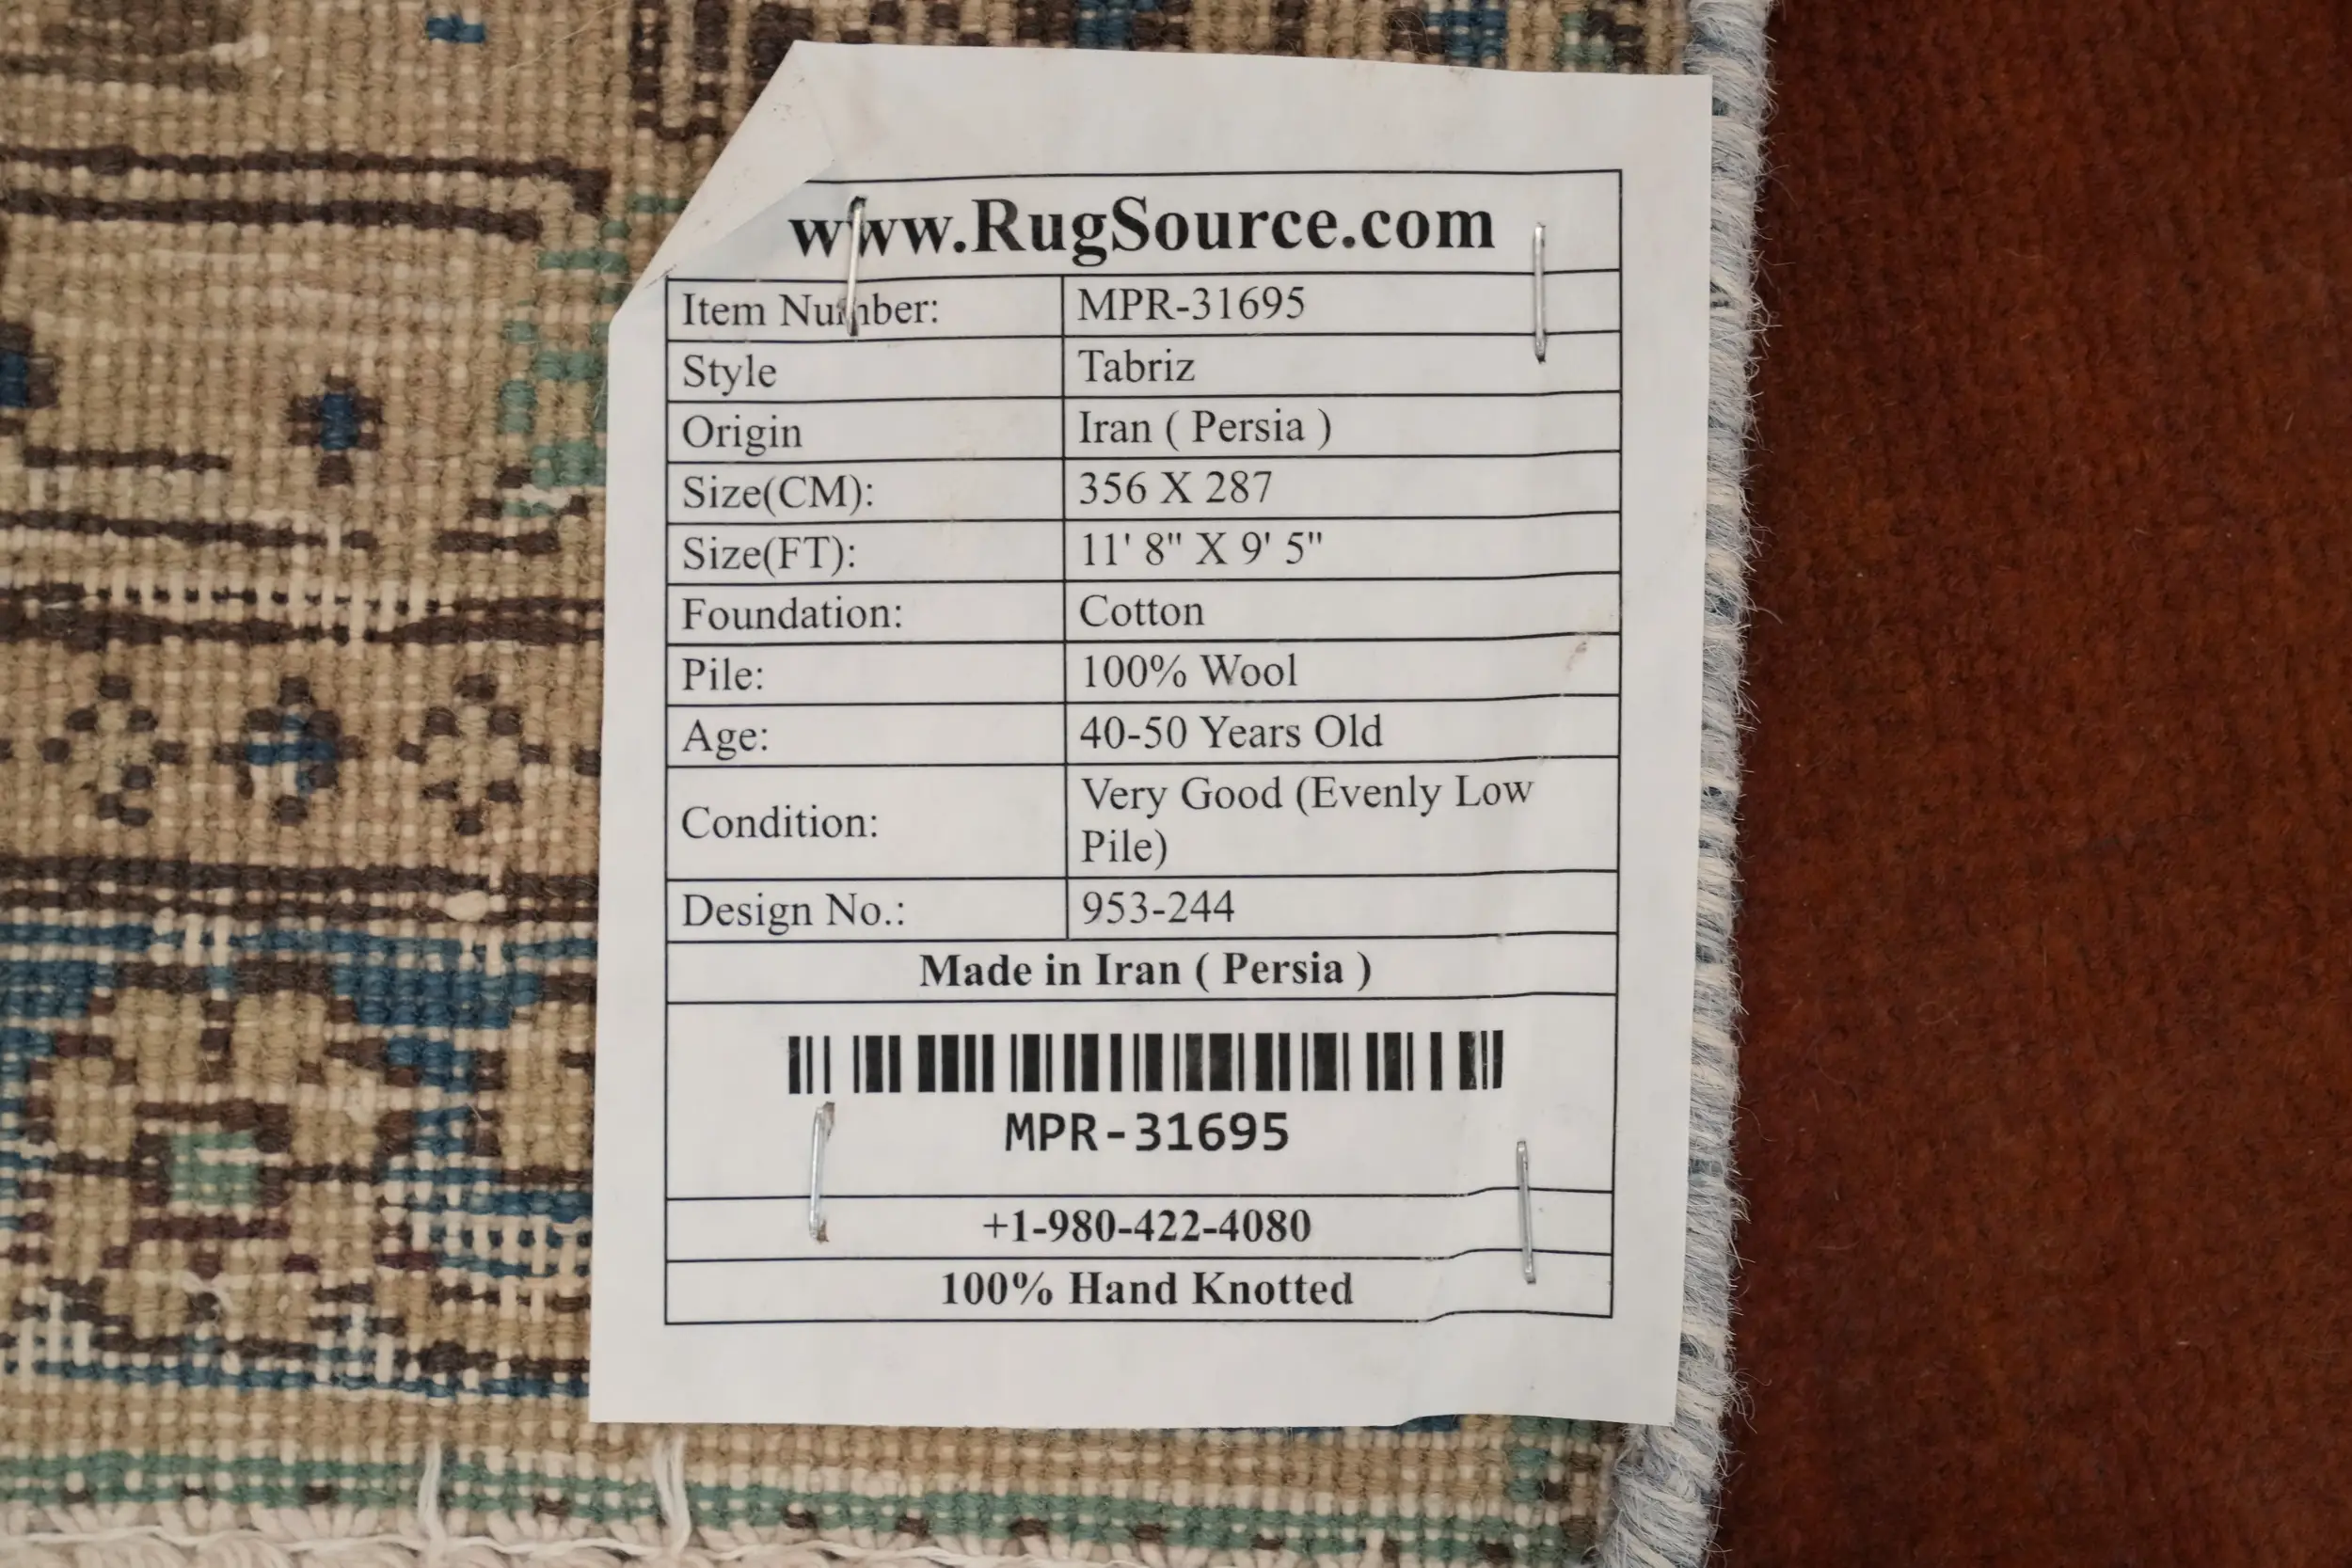 www.RugSource.com
Item Number: MPR-31695
Style Tabriz
Origin Iran ( Persia )
Size(CM): 356 X 287
Size(FT): 11' 8" X 9' 5"
Foundation: Cotton
Pile: 100% Wool
Age: 40-50 Years Old
Condition: Very Good (Evenly Low
Pile)
Design No.: 953-244
Made in Iran ( Persia )
MPR-31695
+1-980-422-4080
100% Hand Knotted